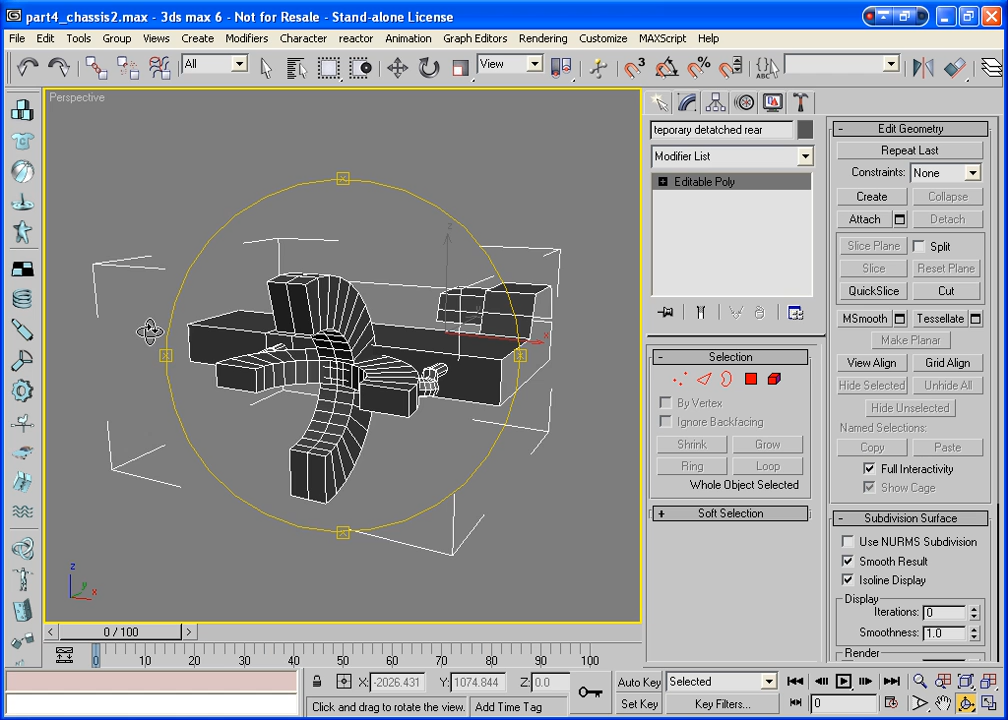 part4_chassis2.max - 3ds max 6 - Not for Resale - Stand-alone License
File Edit Tools Group Views Create Modifiers Character reactor Animation Graph Editors Rendering Customize MAXScript Help
All View
Perspective
teporary detatched rear
Modifier List
Editable Poly
Selection
By Vertex
Ignore Backfacing
Shrink Grow
Ring Loop
Whole Object Selected
Soft Selection
Edit Geometry
Repeat Last
Constraints: None
Create Collapse
Attach Detach
Slice Plane Split
Slice Reset Plane
QuickSlice Cut
MSmooth Tessellate
Make Planar
View Align Grid Align
Hide Selected Unhide All
Hide Unselected
Named Selections:
Copy Paste
Full Interactivity
Show Cage
Subdivision Surface
Use NURMS Subdivision
Smooth Result
Isoline Display
Display
Iterations: 0
Smoothness: 1.0
Render
z
x
z
y
x
0 / 100
0 10 20 30 40 50 60 70 80 90 100
X: -2026.431 Y: 1074.844 Z: 0.0
Click and drag to rotate the view. Add Time Tag
Auto Key Selected
Set Key Key Filters... 0